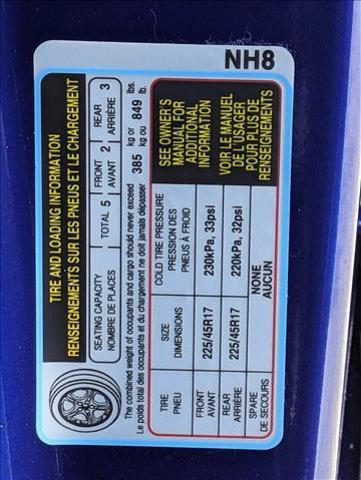 NH8
TIRE AND LOADING INFORMATION
RENSEIGNEMENTS SUR LES PNEUS ET LE CHARGEMENT
SEATING CAPACITY
NOMBRE DE PLACES
TOTAL 5
FRONT
AVANT
2
REAR
ARRIÈRE
3
The combined weight of occupants and cargo should never exceed 385 kg or 849 lbs.
Le poids total des occupants et du chargement ne doit jamais dépasser 385 kg ou 849 lb.
TIRE
PNEU
SIZE
DIMENSIONS
COLD TIRE PRESSURE
PRESSION DES
PNEUS À FROID
SEE OWNER'S
MANUAL FOR
ADDITIONAL
INFORMATION
VOIR LE MANUEL
DE L'USAGER
POUR PLUS DE
RENSEIGNEMENTS
FRONT
AVANT
225/45R17
230kPa, 33psi
REAR
ARRIÈRE
225/45R17
220kPa, 32psi
SPARE
DE SECOURS
NONE
AUCUN